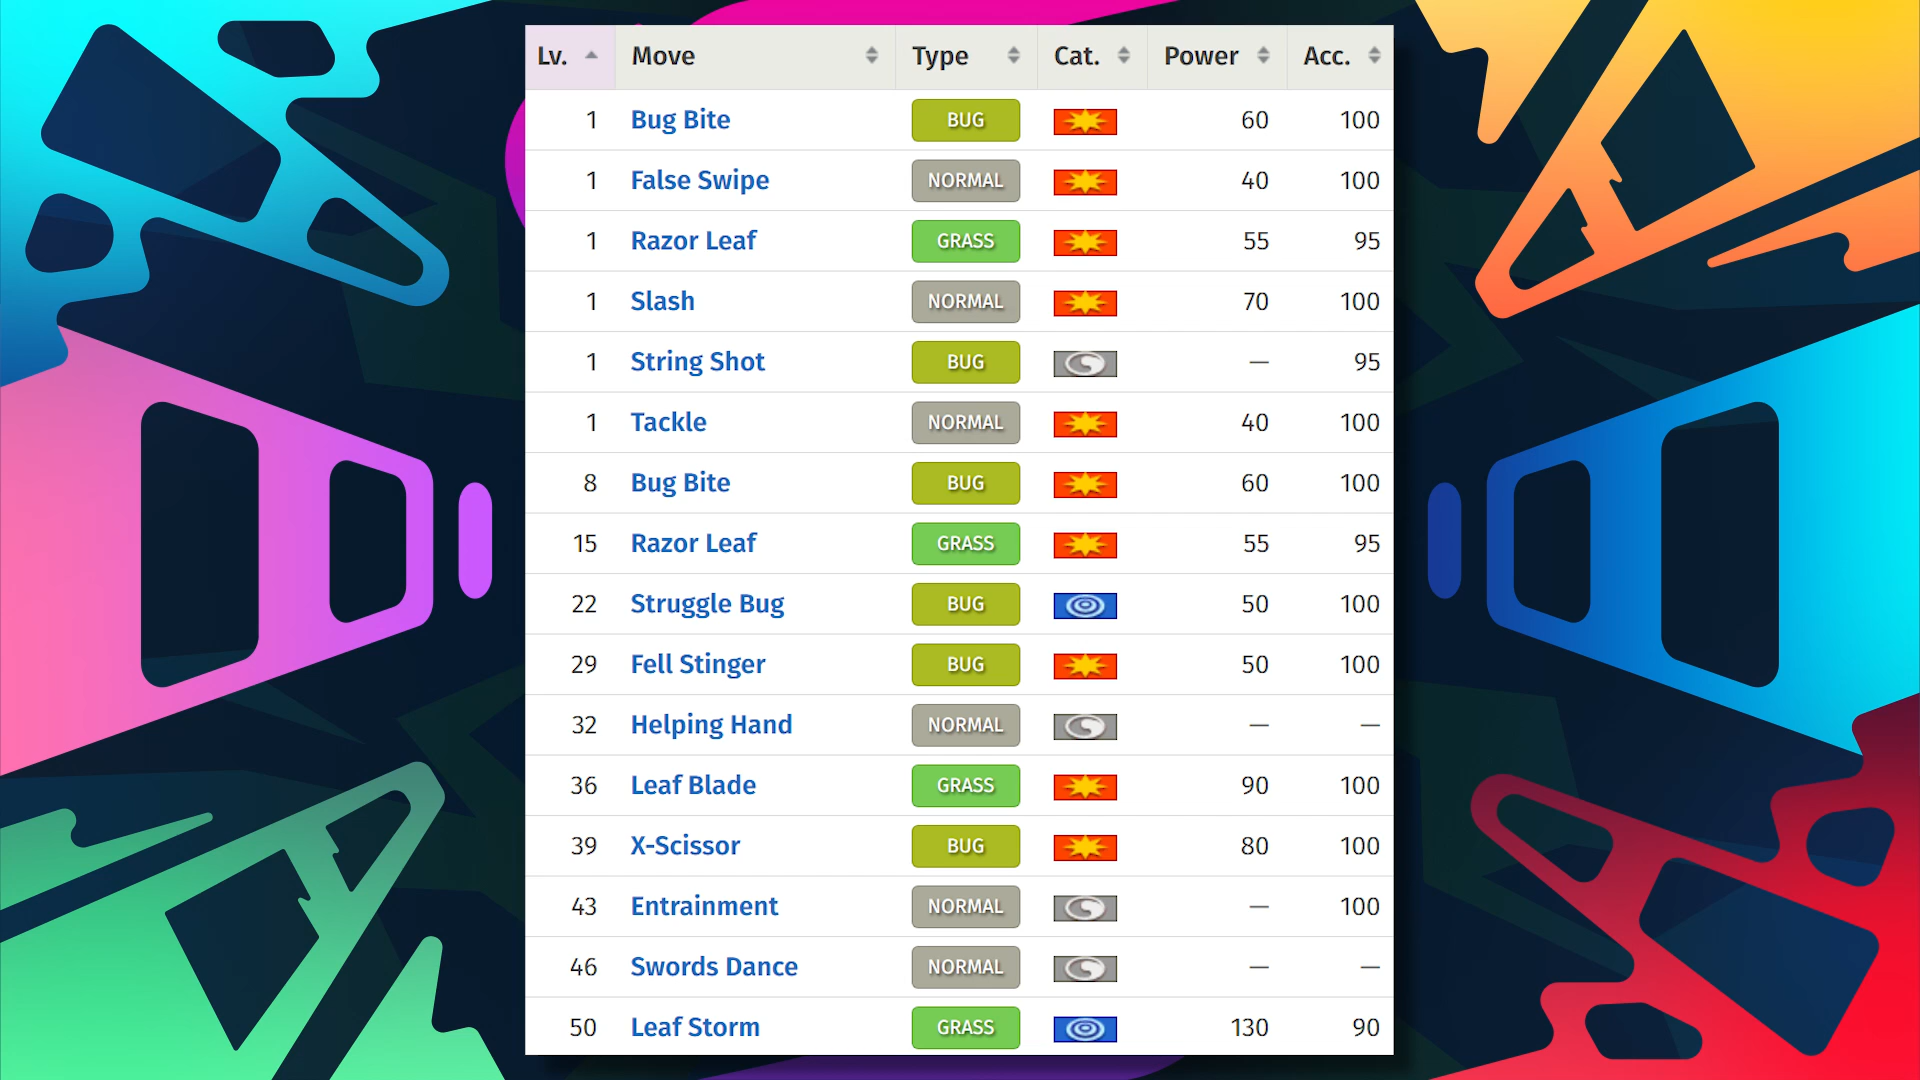 Lv. Move Type Cat. Power Acc.
1 Bug Bite BUG 60 100
1 False Swipe NORMAL 40 100
1 Razor Leaf GRASS 55 95
1 Slash NORMAL 70 100
1 String Shot BUG — 95
1 Tackle NORMAL 40 100
8 Bug Bite BUG 60 100
15 Razor Leaf GRASS 55 95
22 Struggle Bug BUG 50 100
29 Fell Stinger BUG 50 100
32 Helping Hand NORMAL — —
36 Leaf Blade GRASS 90 100
39 X-Scissor BUG 80 100
43 Entrainment NORMAL — 100
46 Swords Dance NORMAL — —
50 Leaf Storm GRASS 130 90